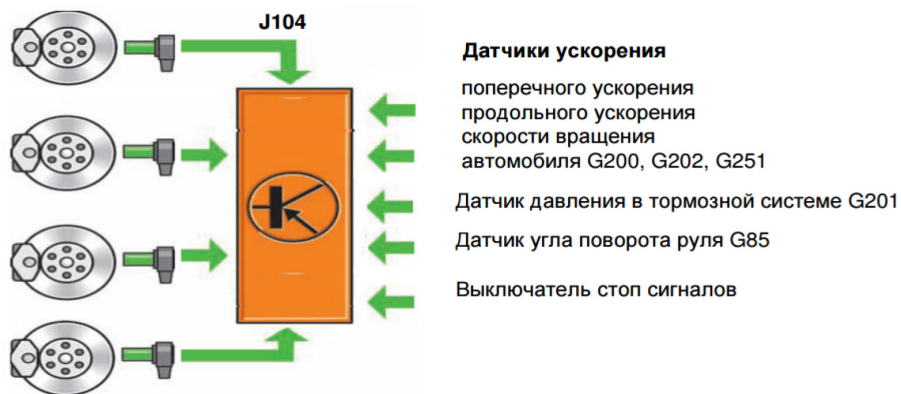 J104
Датчики ускорения
поперечного ускорения
продольного ускорения
скорости вращения
автомобиля G200, G202, G251
Датчик давления в тормозной системе G201
Датчик угла поворота руля G85
Выключатель стоп сигналов